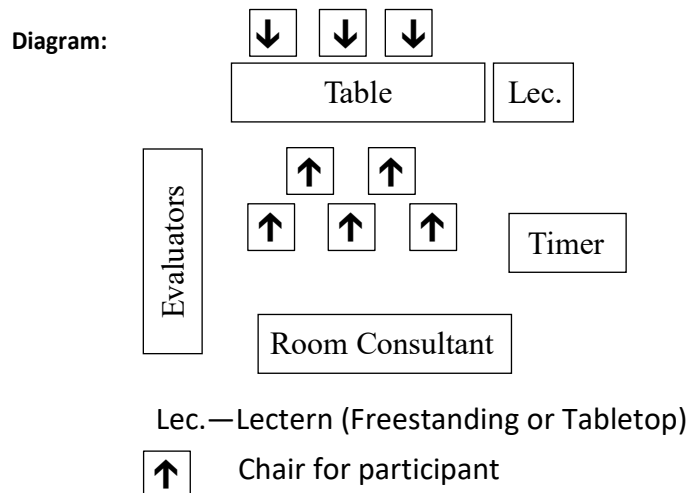 Diagram:
Table
Lec.
Evaluators
Timer
Room Consultant
Lec.—Lectern (Freestanding or Tabletop)
Chair for participant